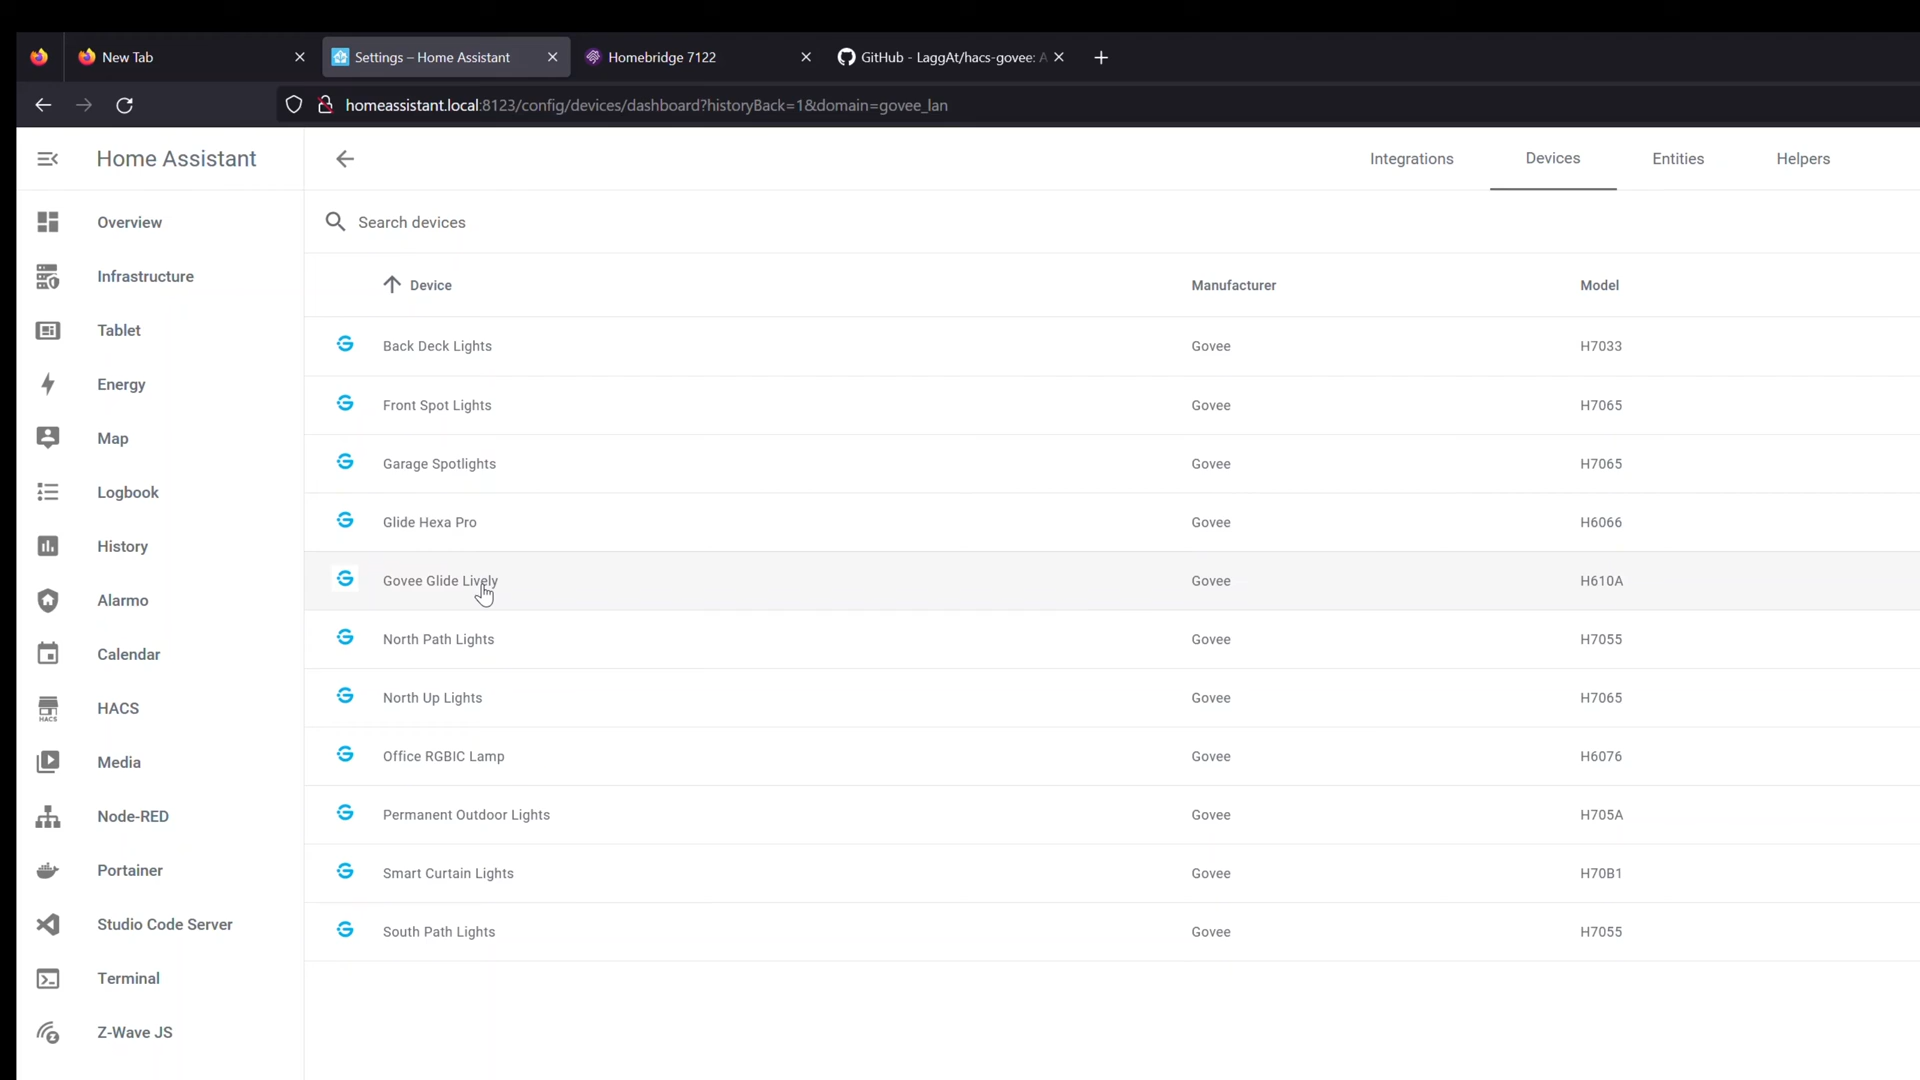 New Tab
Settings – Home Assistant
Homebridge 7122
GitHub - LaggAt/hacs-govee: A
homeassistant.local:8123/config/devices/dashboard?historyBack=1&domain=govee_lan
Home Assistant
Integrations
Devices
Entities
Helpers
Overview
Infrastructure
Tablet
Energy
Map
Logbook
History
Alarmo
Calendar
HACS
HACS
Media
Node-RED
Portainer
Studio Code Server
Terminal
Z-Wave JS
Search devices
Device Manufacturer Model
Back Deck Lights Govee H7033
Front Spot Lights Govee H7065
Garage Spotlights Govee H7065
Glide Hexa Pro Govee H6066
Govee Glide Lively Govee H610A
North Path Lights Govee H7055
North Up Lights Govee H7065
Office RGBIC Lamp Govee H6076
Permanent Outdoor Lights Govee H705A
Smart Curtain Lights Govee H70B1
South Path Lights Govee H7055